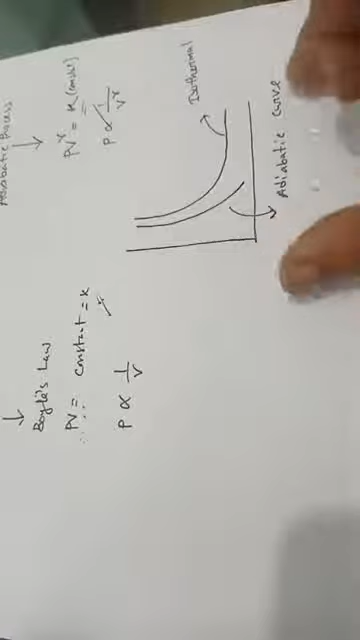 Adiabatic Process
↓
PV^γ = K (const)
P ∝ 1/V^γ
Isothermal
Adiabatic curve
↓
Boyle's Law
PV = constant = K
P ∝ 1/V